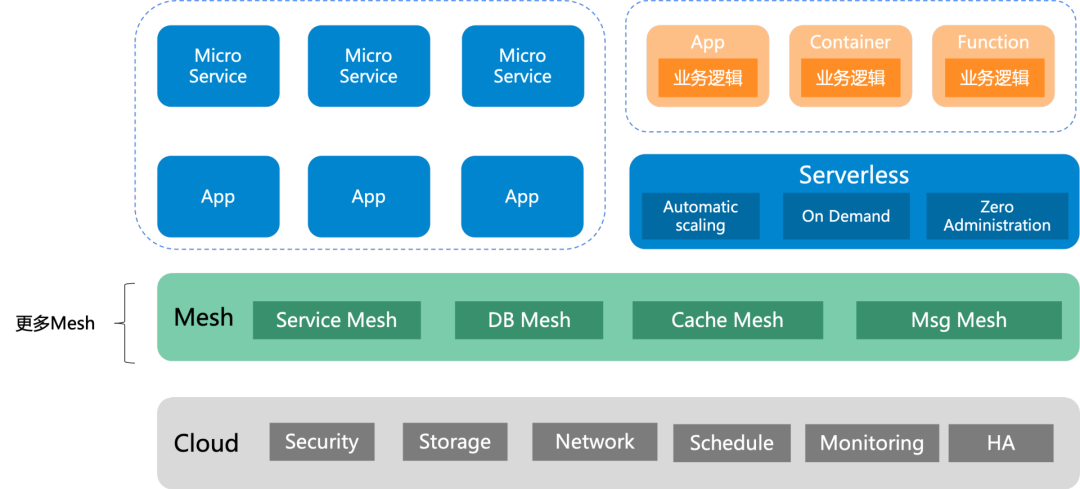 Micro
Service
Micro
Service
Micro
Service
App
App
App
App
业务逻辑
Container
业务逻辑
Function
业务逻辑
Serverless
Automatic
scaling
On Demand
Zero
Administration
更多Mesh
Mesh
Service Mesh
DB Mesh
Cache Mesh
Msg Mesh
Cloud
Security
Storage
Network
Schedule
Monitoring
HA